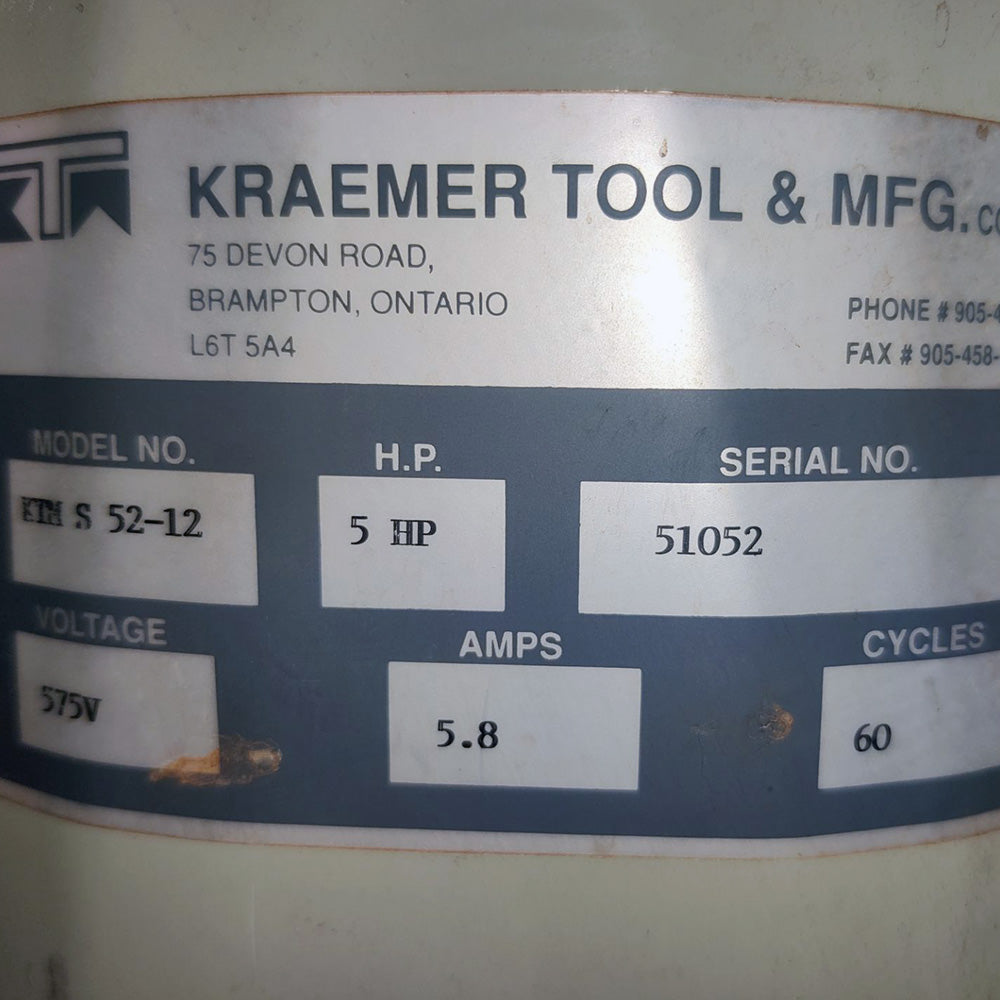 KTM
KRAEMER TOOL & MFG.
75 DEVON ROAD,
BRAMPTON, ONTARIO
L6T 5A4
PHONE # 905-4
FAX # 905-458-
MODEL NO. H.P. SERIAL NO.
KTM S 52-12 5 HP 51052
VOLTAGE AMPS CYCLES
575V 5.8 60